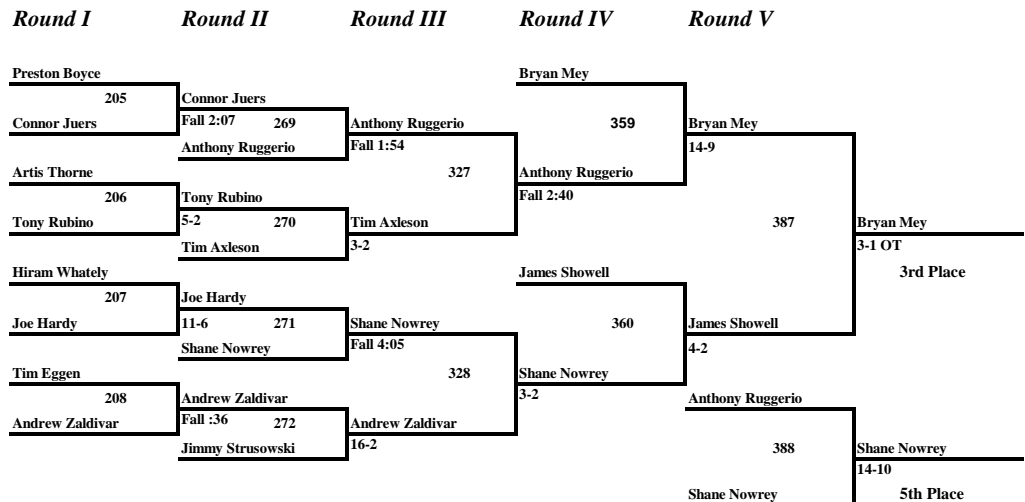 Round I Round II Round III Round IV Round V
Preston Boyce Bryan Mey
205 Connor Juers
Connor Juers Fall 2:07 269 Anthony Ruggerio 359 Bryan Mey
Anthony Ruggerio Fall 1:54 14-9
Artis Thorne 327 Anthony Ruggerio
206 Tony Rubino Fall 2:40
Tony Rubino 5-2 270 Tim Axleson 387 Bryan Mey
Tim Axleson 3-2 3-1 OT
Hiram Whately James Showell 3rd Place
207 Joe Hardy
Joe Hardy 11-6 271 Shane Nowrey 360 James Showell
Shane Nowrey Fall 4:05 4-2
Tim Eggen 328 Shane Nowrey
208 Andrew Zaldivar 3-2 Anthony Ruggerio
Andrew Zaldivar Fall :36 272 Andrew Zaldivar
Jimmy Strusowski 16-2 388 Shane Nowrey
14-10
Shane Nowrey 5th Place